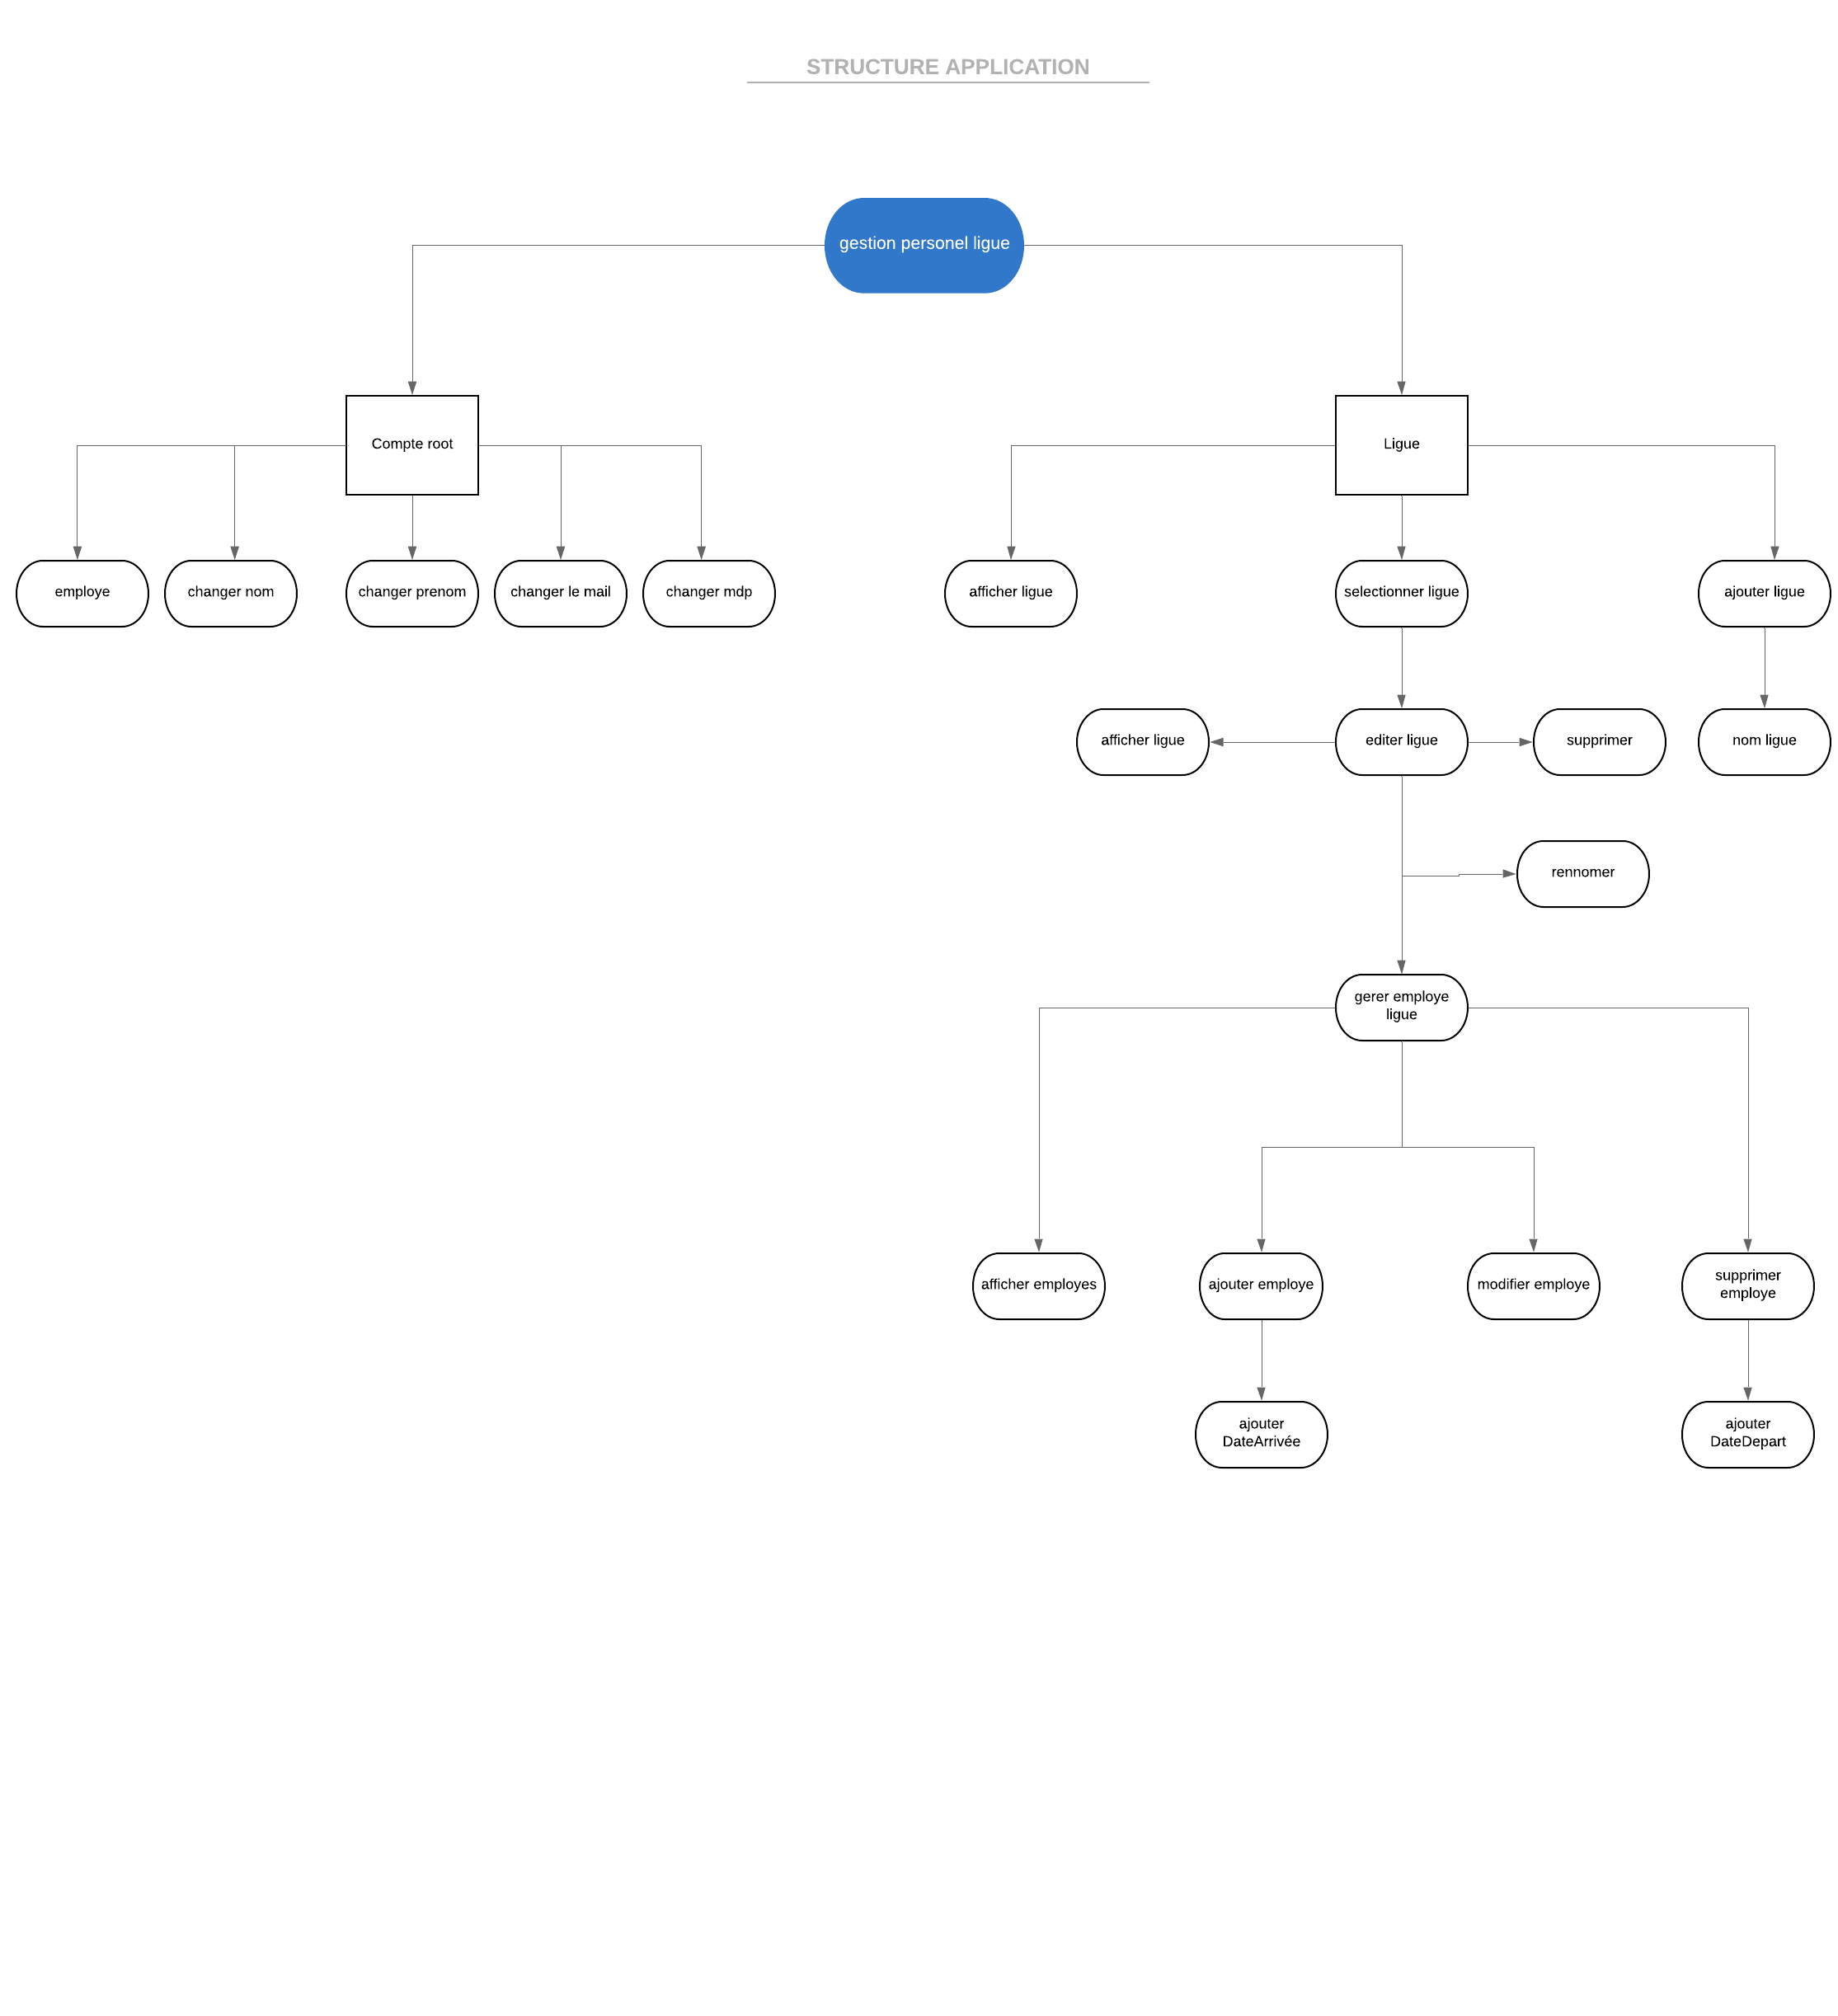 STRUCTURE APPLICATION
gestion personel ligue
Compte root
Ligue
employe
changer nom
changer prenom
changer le mail
changer mdp
afficher ligue
selectionner ligue
ajouter ligue
afficher ligue
editer ligue
supprimer
nom ligue
rennomer
gerer employe
ligue
afficher employes
ajouter employe
modifier employe
supprimer
employe
ajouter
DateArrivée
ajouter
DateDepart